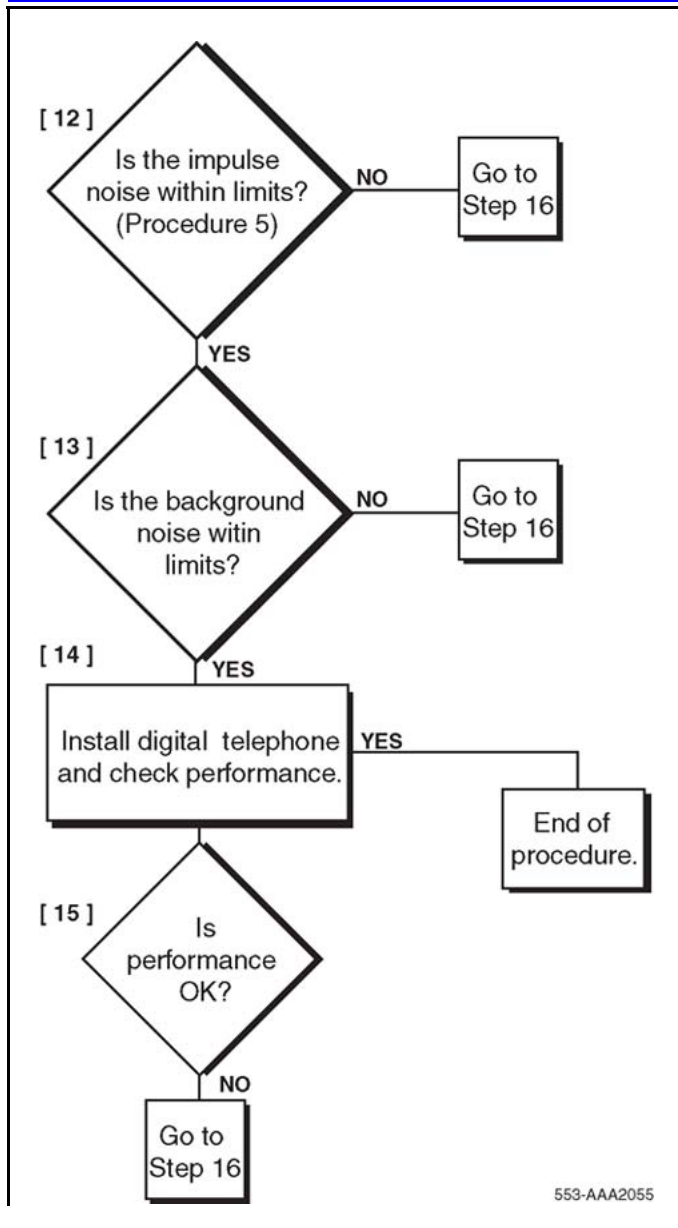 [ 12 ]
Is the impulse
noise within limits?
(Procedure 5)
NO
Go to
Step 16
YES
[ 13 ]
Is the background
noise witin
limits?
NO
Go to
Step 16
[ 14 ]
YES
Install digital telephone
and check performance.
YES
End of
procedure.
[ 15 ]
Is
performance
OK?
NO
Go to
Step 16
553-AAA2055